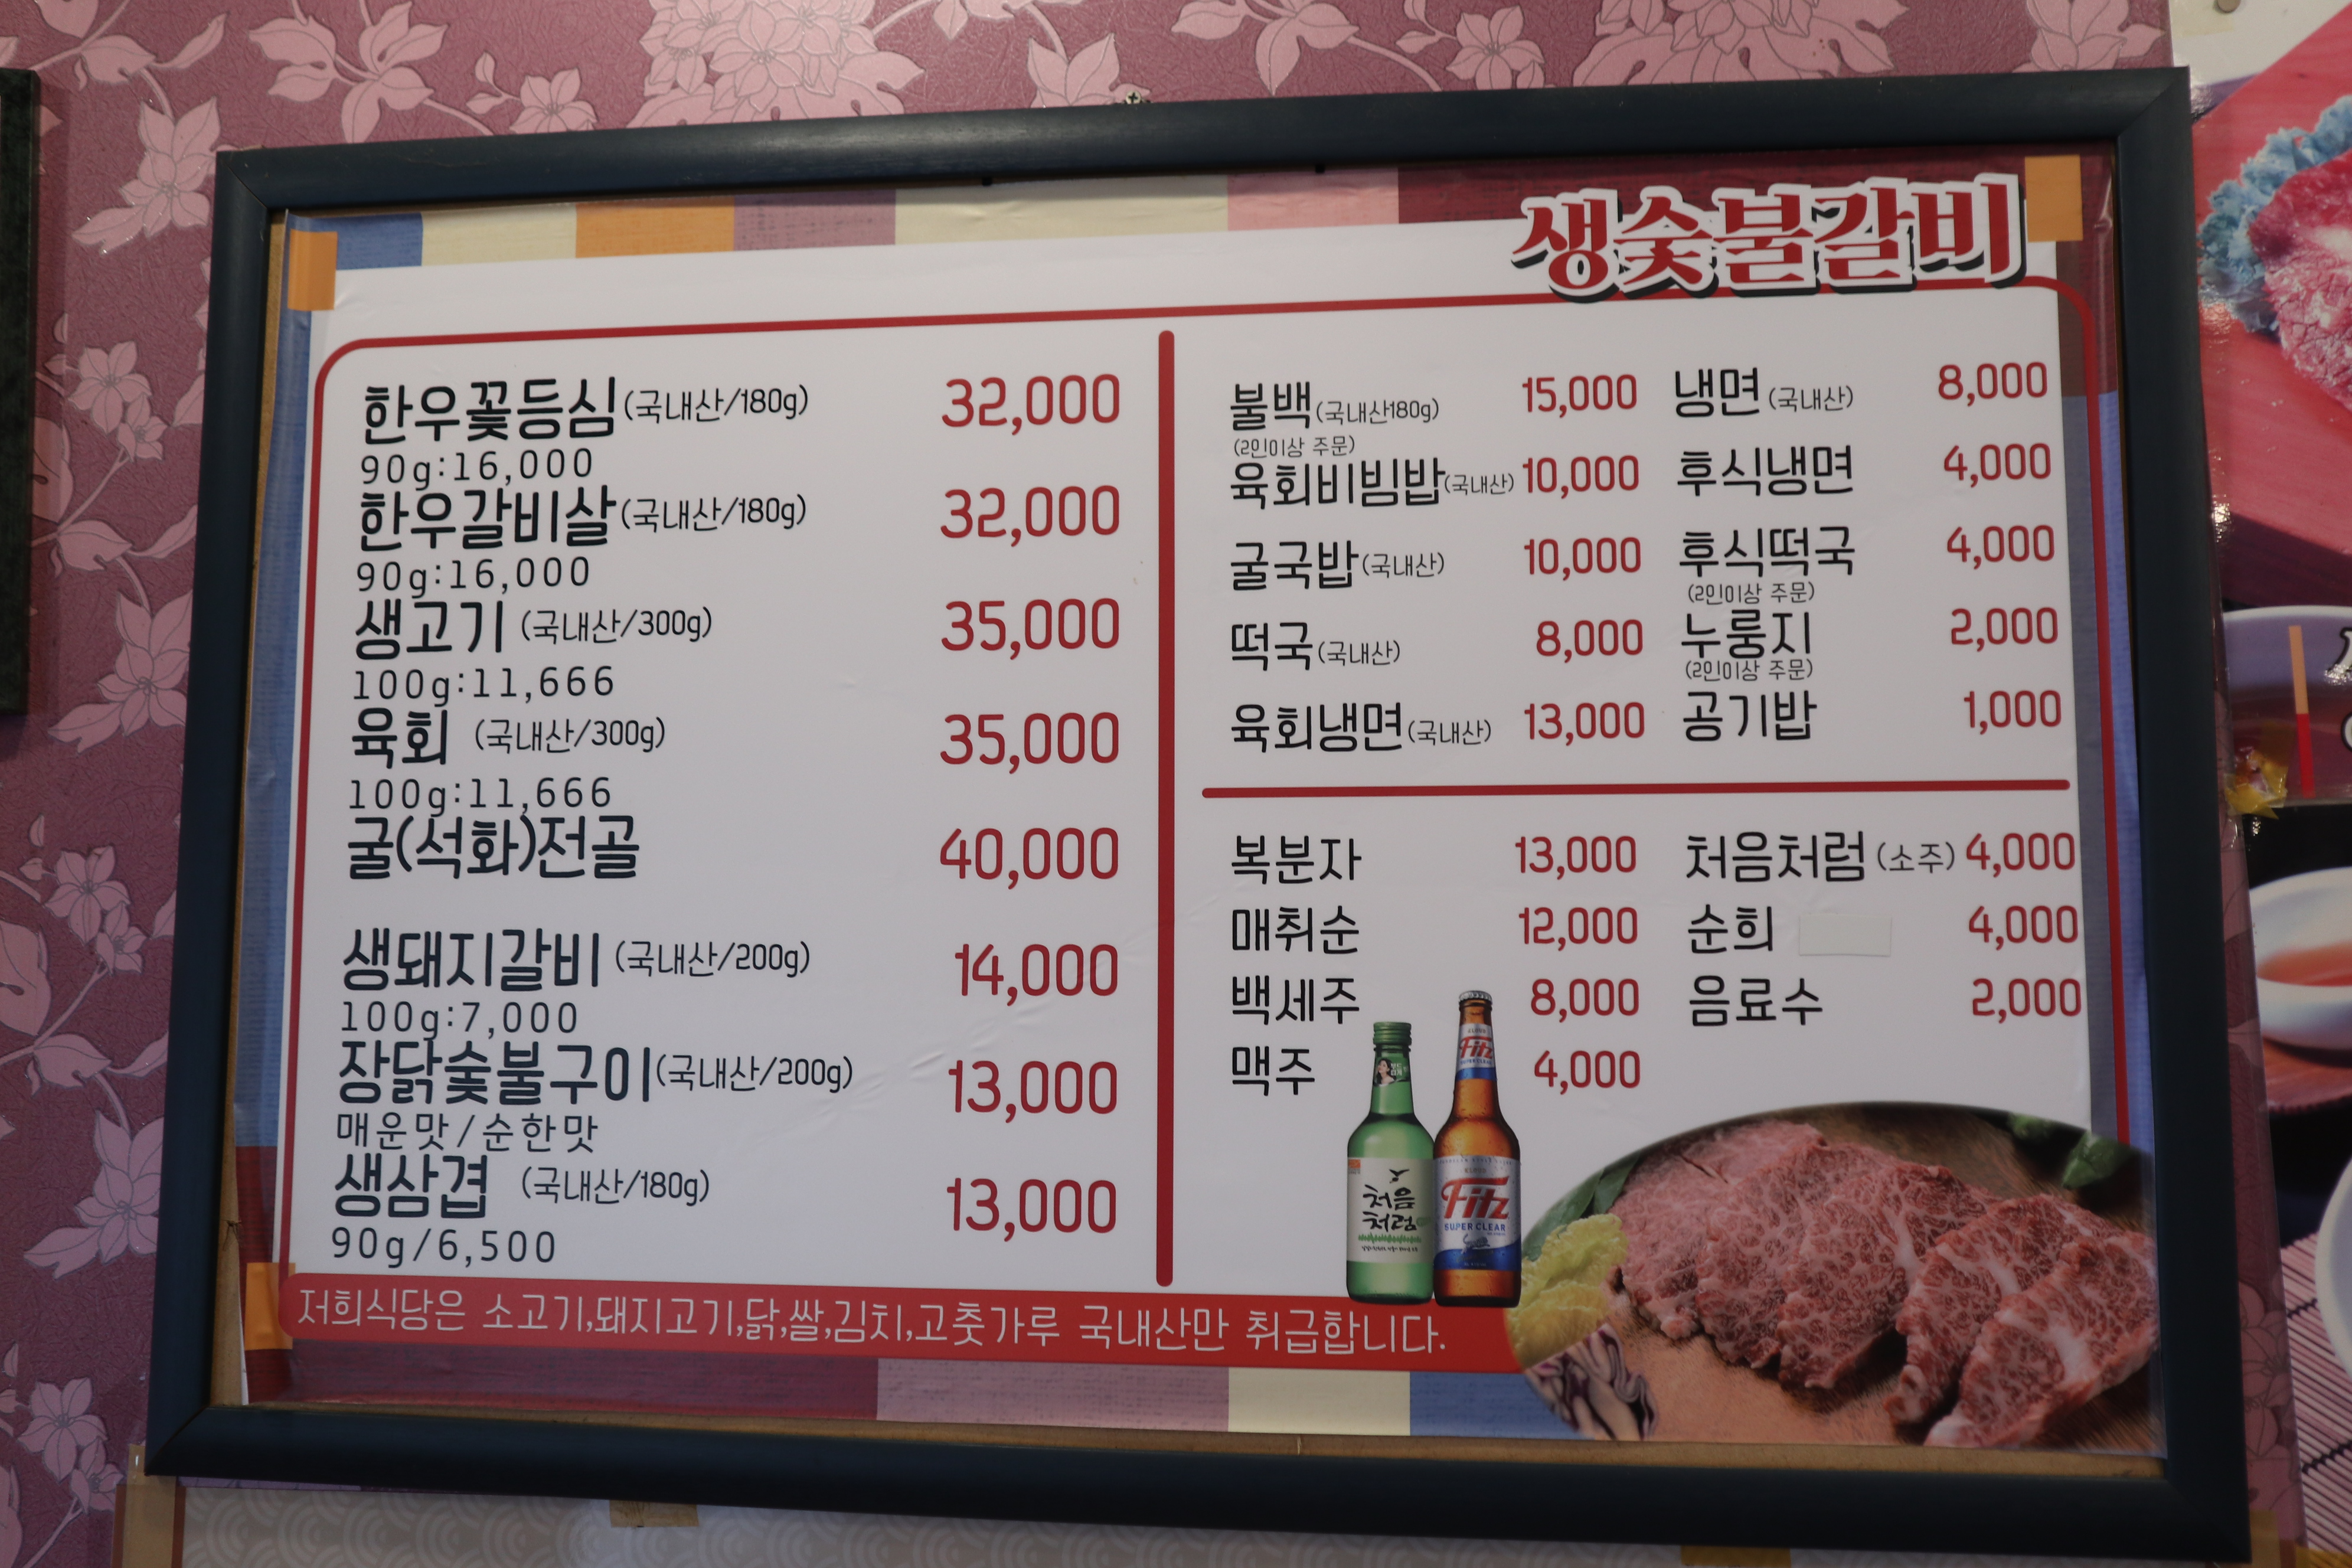 생숯불갈비
한우꽃등심(국내산/180g) 32,000
90g:16,000
한우갈비살(국내산/180g) 32,000
90g:16,000
생고기 (국내산/300g) 35,000
100g:11,666
육회 (국내산/300g) 35,000
100g:11,666
굴(석화)전골 40,000
생돼지갈비 (국내산/200g) 14,000
100g:7,000
장닭숯불구이(국내산/200g) 13,000
매운맛/순한맛
생삼겹 (국내산/180g) 13,000
90g/6,500
불백(국내산180g) 15,000
(2인이상 주문)
육회비빔밥(국내산) 10,000
굴국밥(국내산) 10,000
떡국(국내산) 8,000
육회냉면(국내산) 13,000
냉면(국내산) 8,000
후식냉면 4,000
후식떡국 4,000
(2인이상 주문)
누룽지 2,000
(2인이상 주문)
공기밥 1,000
복분자 13,000
매취순 12,000
백세주 8,000
맥주 4,000
처음처럼(소주) 4,000
순희 4,000
음료수 2,000
처음
처럼
Fitz
Fitz
SUPER CLEAR
저희식당은 소고기,돼지고기,닭,쌀,김치,고춧가루 국내산만 취급합니다.